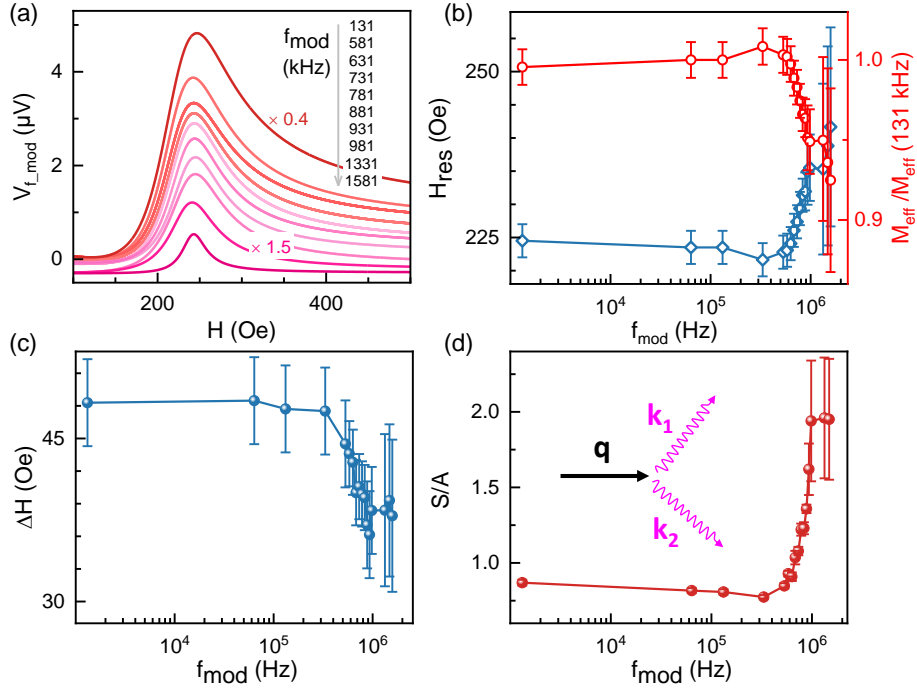 (a)
f_mod
(kHz)
131
581
631
731
781
881
931
981
1331
1581
× 0.4
× 1.5
4
2
0
V_f_mod (µV)
200
400
H (Oe)
(b)
250
225
H_res (Oe)
1.0
0.9
M_eff /M_eff (131 kHz)
10^4
10^5
10^6
f_mod (Hz)
(c)
45
30
ΔH (Oe)
10^4
10^5
10^6
f_mod (Hz)
(d)
2.0
1.5
1.0
S/A
q
k_1
k_2
10^4
10^5
10^6
f_mod (Hz)